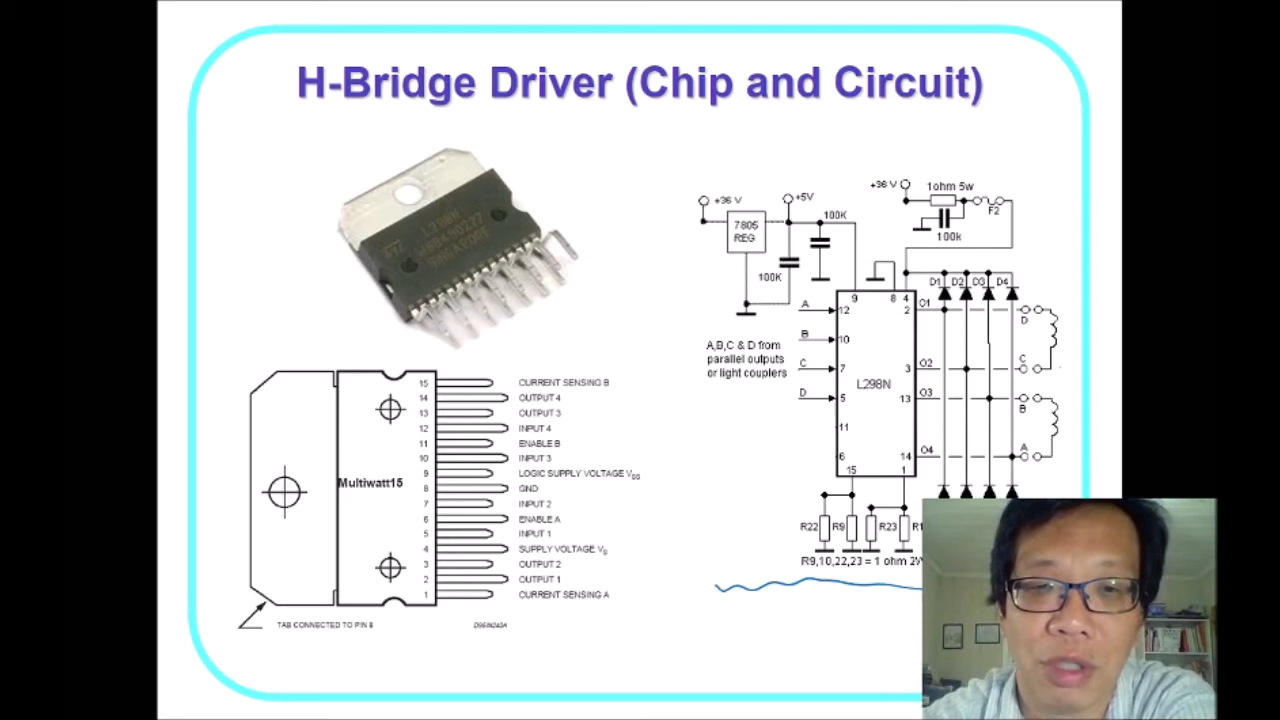 H-Bridge Driver (Chip and Circuit)
L298N
15 CURRENT SENSING B
14 OUTPUT 4
13 OUTPUT 3
12 INPUT 4
11 ENABLE B
10 INPUT 3
9 LOGIC SUPPLY VOLTAGE VSS
8 GND
7 INPUT 2
6 ENABLE A
5 INPUT 1
4 SUPPLY VOLTAGE VS
3 OUTPUT 2
2 OUTPUT 1
1 CURRENT SENSING A
Multiwatt15
TAB CONNECTED TO PIN 8
+36 V
+5V
+36 V
1ohm 5w
F2
100k
7805
REG
100K
100K
D1 D2 D3 D4
9 8 4
A 12 2 O1 D
B 10
A,B,C & D from
parallel outputs
or light couplers
C 7 3 O2 C
L298N
D 5 13 O3 B
11
6 14 O4 A
15 1
R22 R9 R23
R9,10,22,23 = 1 ohm